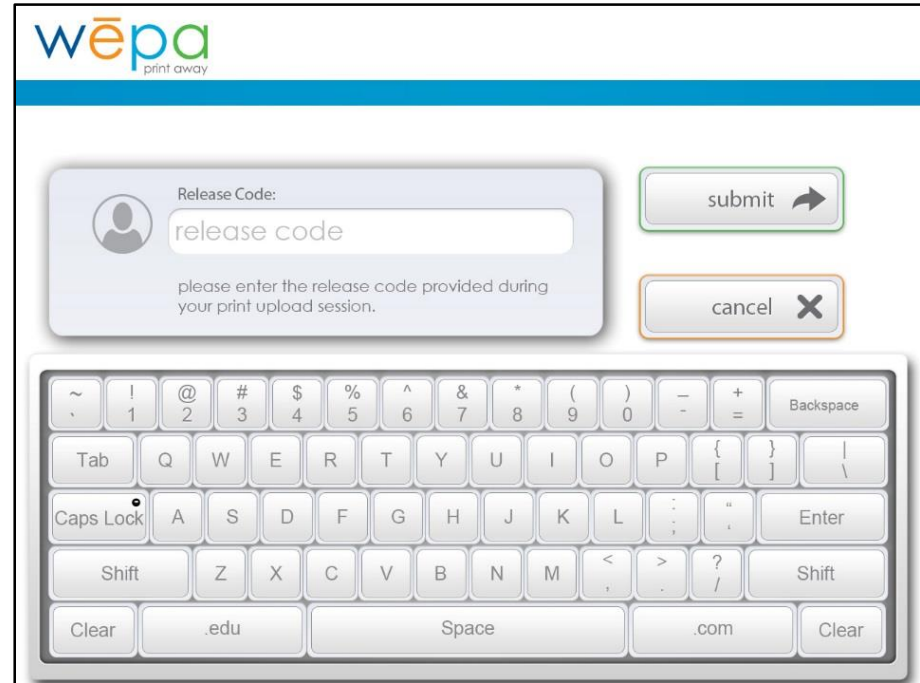 wēpa
print away
Release Code:
release code
please enter the release code provided during
your print upload session.
submit
cancel
~ ! @ # $ % ^ & * ( ) _ +
` 1 2 3 4 5 6 7 8 9 0 - = Backspace
Tab Q W E R T Y U I O P { } |
[ ] \
Caps Lock A S D F G H J K L : “ Enter
; ‘
Shift Z X C V B N M < > ? Shift
, . /
Clear .edu Space .com Clear